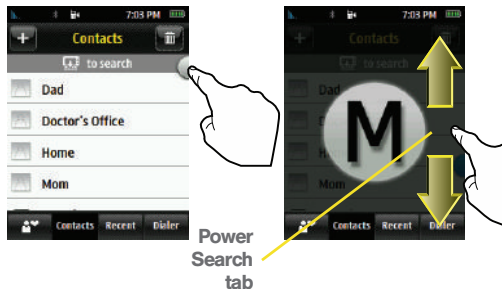 7:03 PM
Contacts
to search
Dad
Doctor's Office
Home
Mom
Contacts Recent Dialer
7:03 PM
Contacts
to search
Dad
M
Mom
Contacts Recent Dialer
Power
Search
tab